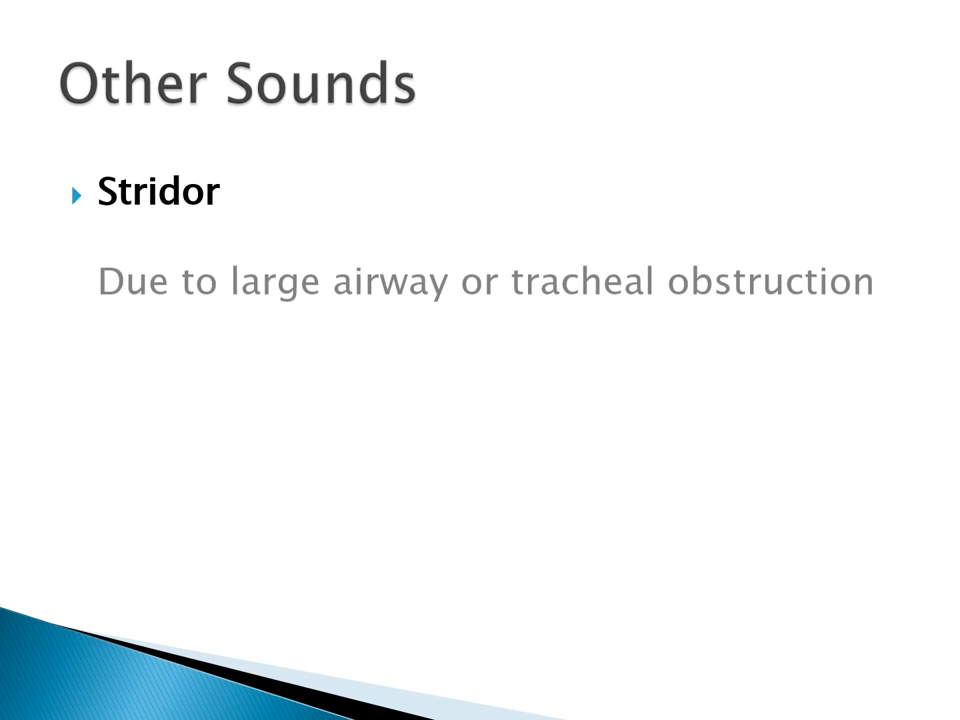 Other Sounds
Stridor
Due to large airway or tracheal obstruction